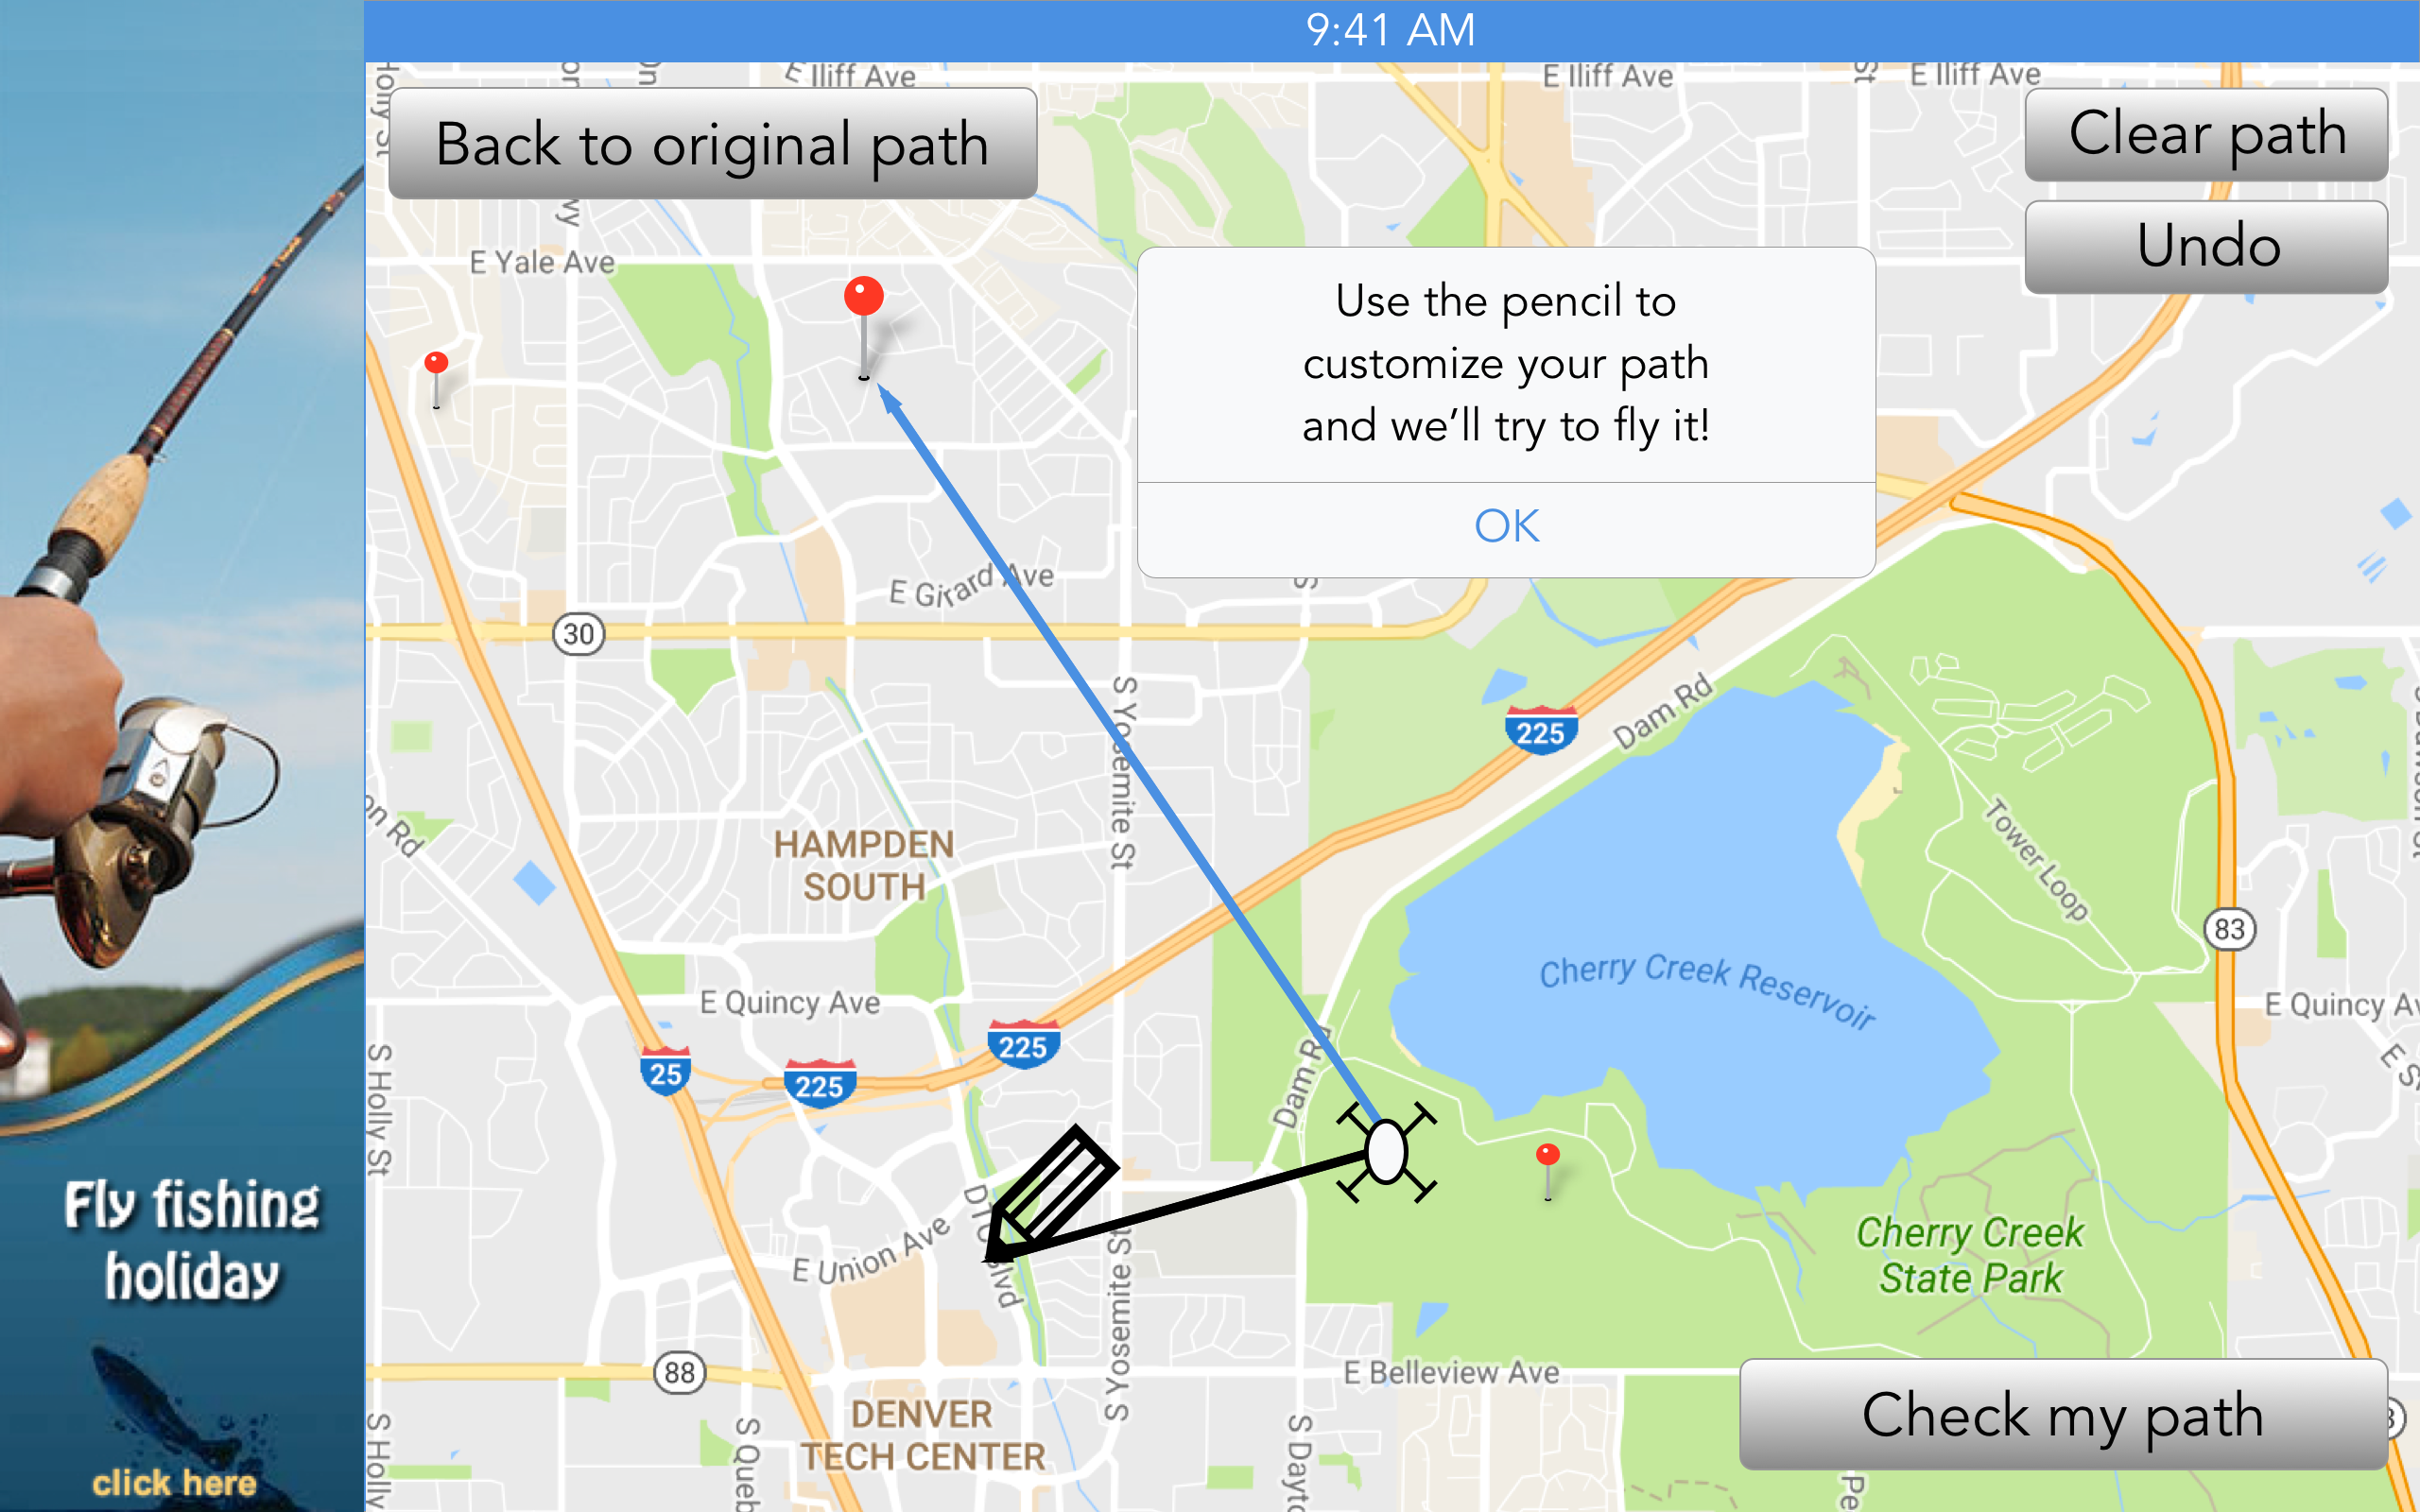 9:41 AM
E Iliff Ave
E Iliff Ave
E Iliff Ave
Back to original path
Clear path
Undo
E Yale Ave
Use the pencil to
customize your path
and we'll try to fly it!
OK
E Girard Ave
30
S Yosemite St
225
Dam Rd
HAMPDEN
SOUTH
Tower Loop
83
Cherry Creek Reservoir
E Quincy Ave
E Quincy Av
225
25
225
Dam Rd
S Holly St
Fly fishing
holiday
click here
DTC Blvd
E Union Ave
S Yosemite St
Cherry Creek
State Park
88
E Belleview Ave
DENVER
TECH CENTER
Check my path
S Holly
S Queb
S Dayto
Pe